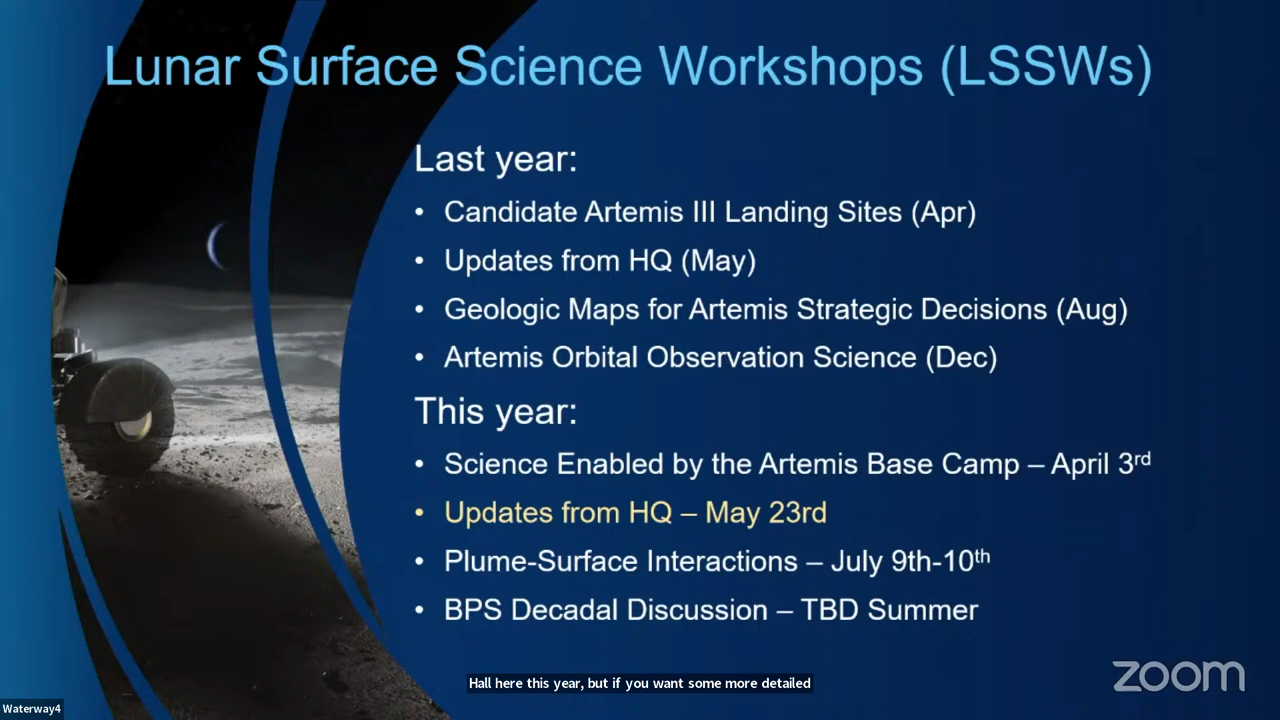 Lunar Surface Science Workshops (LSSWs)
Last year:
• Candidate Artemis III Landing Sites (Apr)
• Updates from HQ (May)
• Geologic Maps for Artemis Strategic Decisions (Aug)
• Artemis Orbital Observation Science (Dec)
This year:
• Science Enabled by the Artemis Base Camp – April 3rd
• Updates from HQ – May 23rd
• Plume-Surface Interactions – July 9th-10th
• BPS Decadal Discussion – TBD Summer
Hall here this year, but if you want some more detailed
zoom
Waterway4